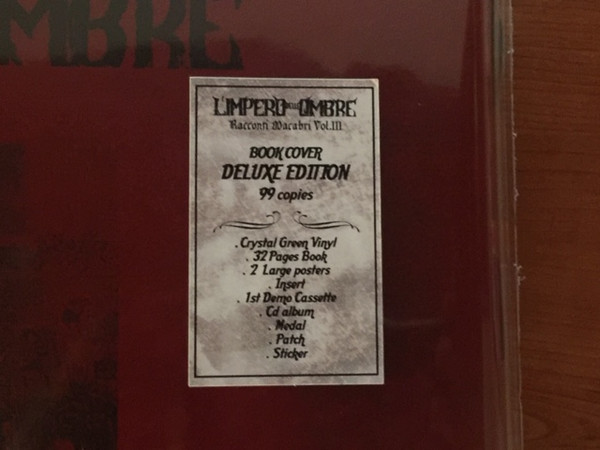 OMBRE
L'IMPERO DELLE OMBRE
Racconti Macabri Vol.III
BOOK COVER
DELUXE EDITION
99 copies
. Crystal Green Vinyl
. 32 Pages Book
. 2 Large posters
. Insert
. 1st Demo Cassette
. Cd album
. Medal
. Patch
. Sticker